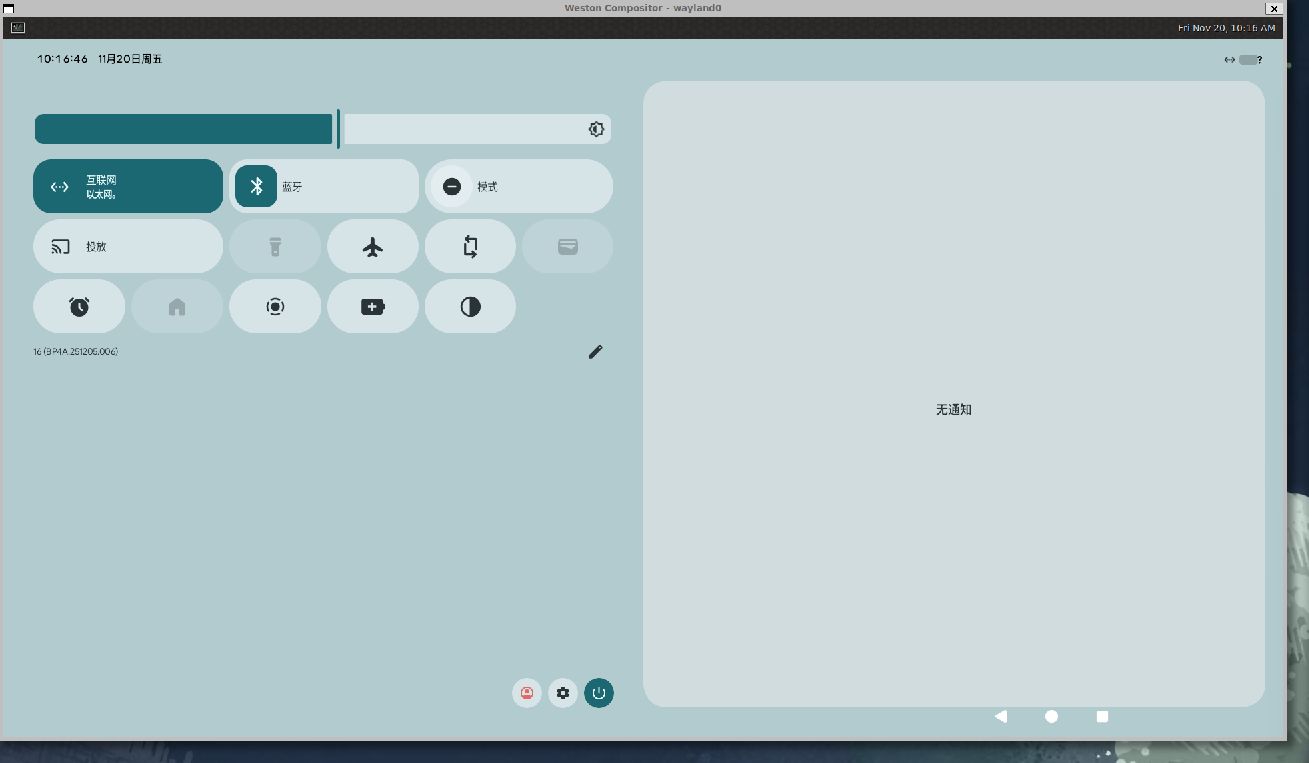 Weston Compositor - wayland0
Fri Nov 20, 10:16 AM
10:16:46 11月20日周五
?
互联网
以太网。
蓝牙
模式
投放
16 (BP4A.251205.006)
无通知